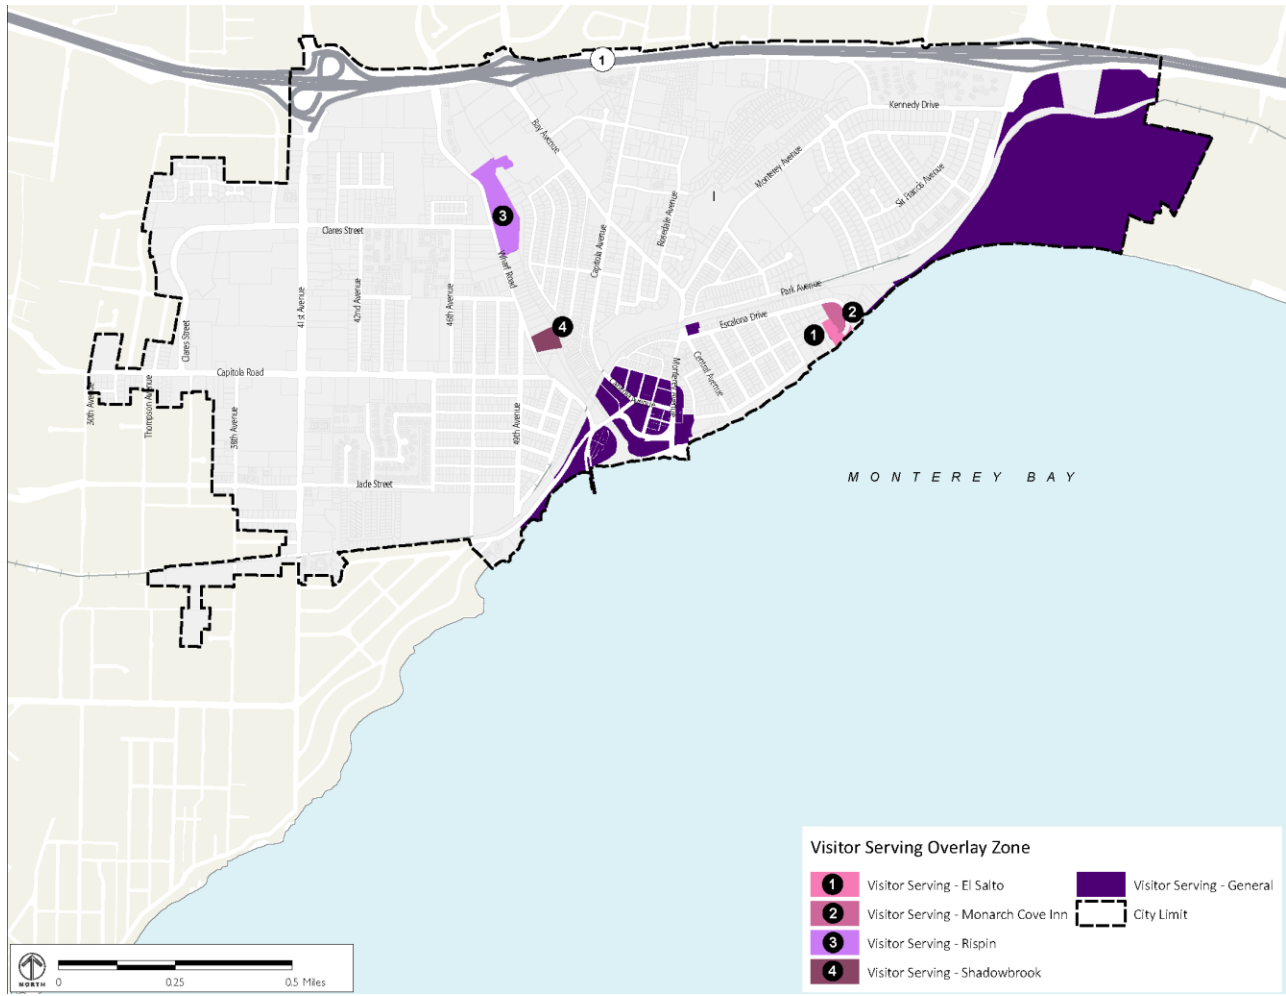 1
Kennedy Drive
Bay Avenue
Monterey Avenue
Sir Francis Avenue
Rosedale Avenue
3
Clares Street
Capitola Avenue
Wharf Road
42nd Avenue
46th Avenue
41st Avenue
Park Avenue
2
Escalona Drive
1
4
Clares Street
Central Avenue
Capitola Road
Monterey Avenue
30th Avenue
Thompson Avenue
38th Avenue
49th Avenue
Jade Street
MONTEREY BAY
Visitor Serving Overlay Zone
1 Visitor Serving - El Salto
2 Visitor Serving - Monarch Cove Inn
3 Visitor Serving - Rispin
4 Visitor Serving - Shadowbrook
Visitor Serving - General
City Limit
NORTH
0 0.25 0.5 Miles